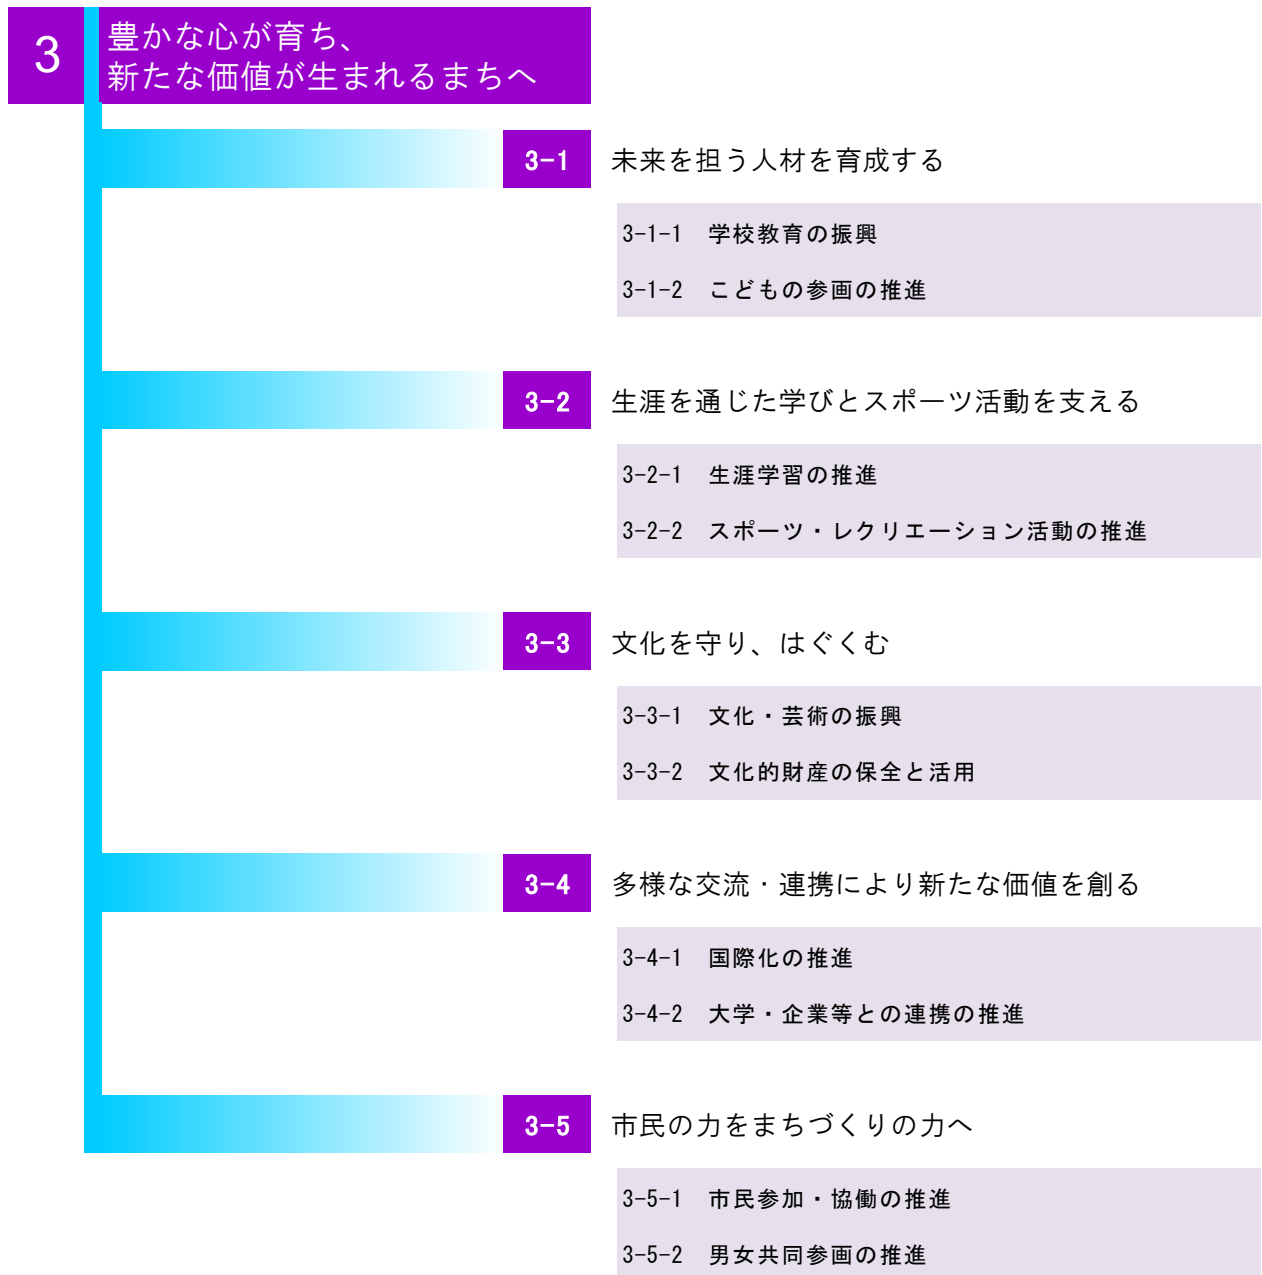 3
豊かな心が育ち、
新たな価値が生まれるまちへ
3-1 未来を担う人材を育成する
3-1-1 学校教育の振興
3-1-2 こどもの参画の推進
3-2 生涯を通じた学びとスポーツ活動を支える
3-2-1 生涯学習の推進
3-2-2 スポーツ・レクリエーション活動の推進
3-3 文化を守り、はぐくむ
3-3-1 文化・芸術の振興
3-3-2 文化的財産の保全と活用
3-4 多様な交流・連携により新たな価値を創る
3-4-1 国際化の推進
3-4-2 大学・企業等との連携の推進
3-5 市民の力をまちづくりの力へ
3-5-1 市民参加・協働の推進
3-5-2 男女共同参画の推進